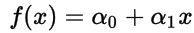 f(x) = α₀ + α₁x